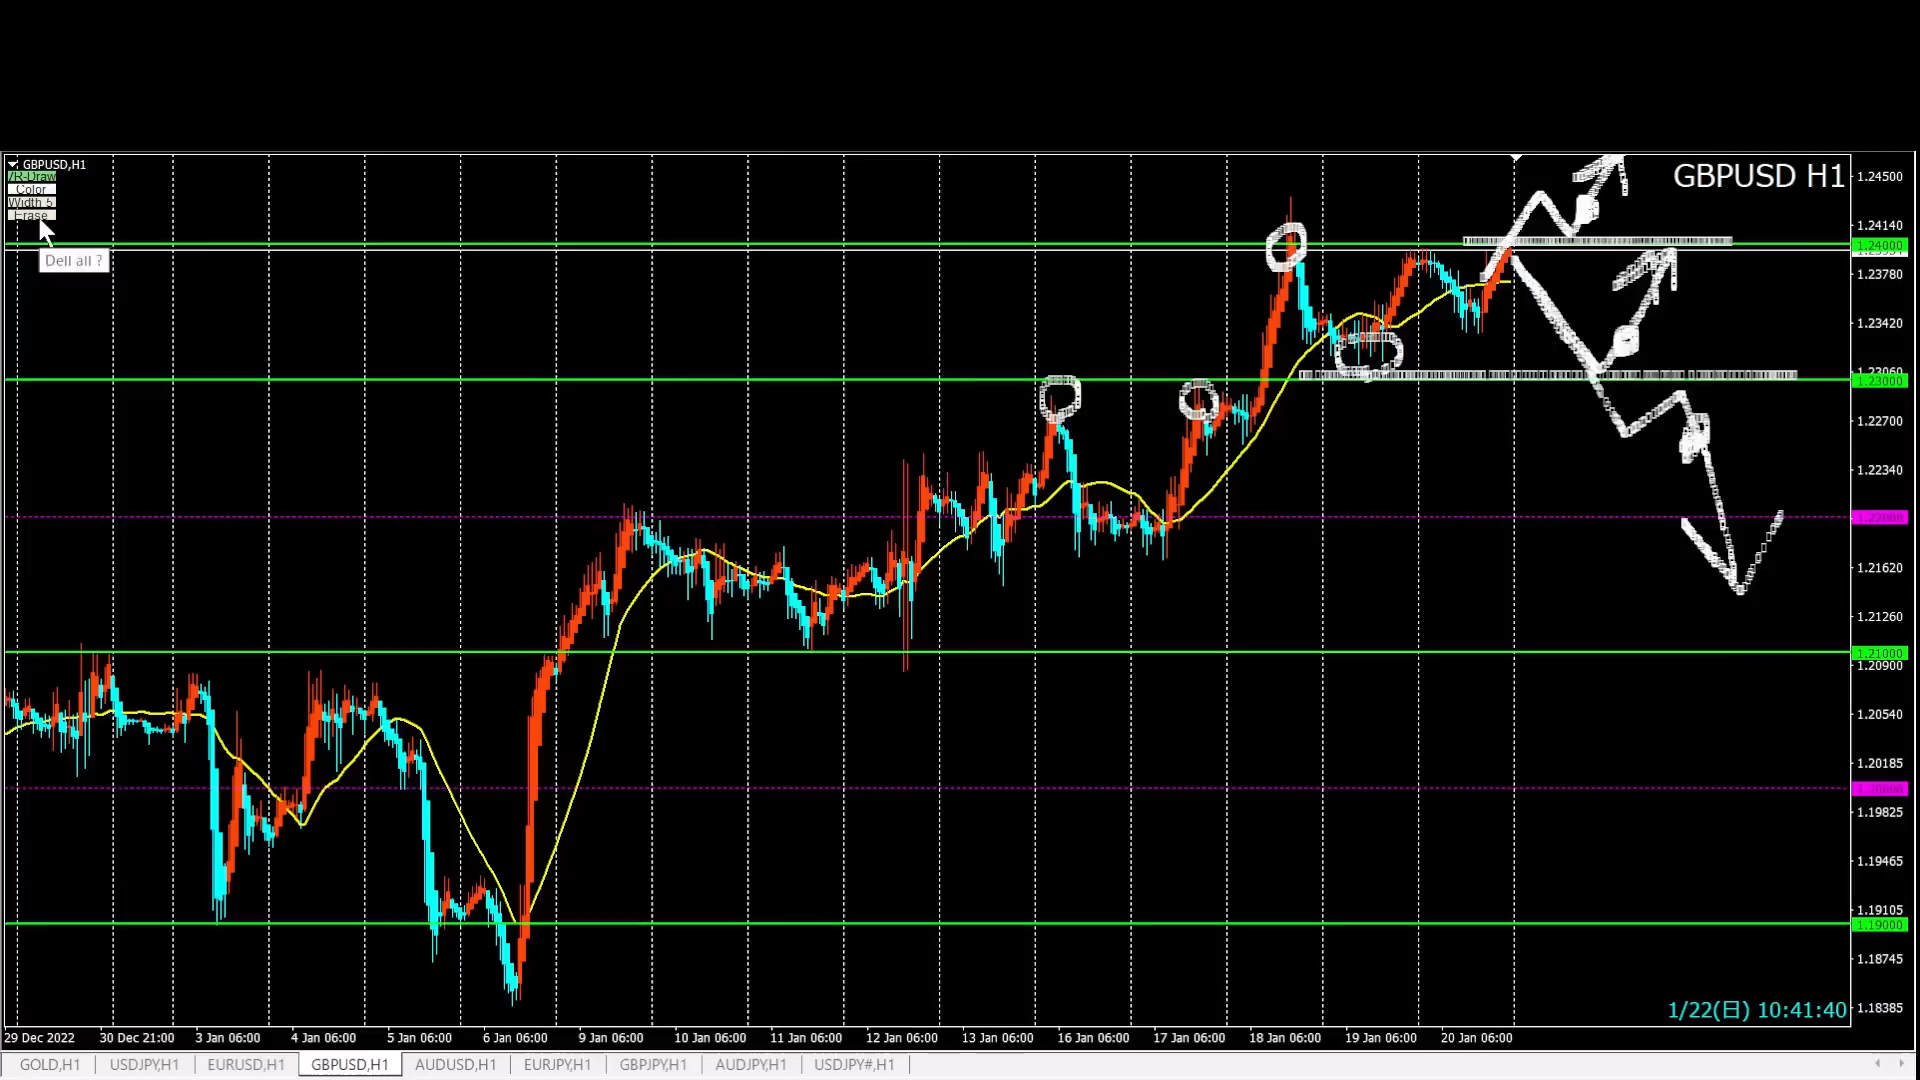 GBPUSD,H1
/R-Draw
Color
Width 5
Erase
Dell all ?
GBPUSD H1
1.24500
1.24140
1.24000
1.23780
1.23420
1.23060
1.23000
1.22700
1.22340
1.22000
1.21620
1.21260
1.21000
1.20900
1.20540
1.20185
1.20000
1.19825
1.19465
1.19105
1.19000
1.18745
1.18385
1/22(日) 10:41:40
29 Dec 2022 30 Dec 21:00 3 Jan 06:00 4 Jan 06:00 5 Jan 06:00 6 Jan 06:00 9 Jan 06:00 10 Jan 06:00 11 Jan 06:00 12 Jan 06:00 13 Jan 06:00 16 Jan 06:00 17 Jan 06:00 18 Jan 06:00 19 Jan 06:00 20 Jan 06:00
GOLD,H1 USDJPY,H1 EURUSD,H1 GBPUSD,H1 AUDUSD,H1 EURJPY,H1 GBPJPY,H1 AUDJPY,H1 USDJPY#,H1